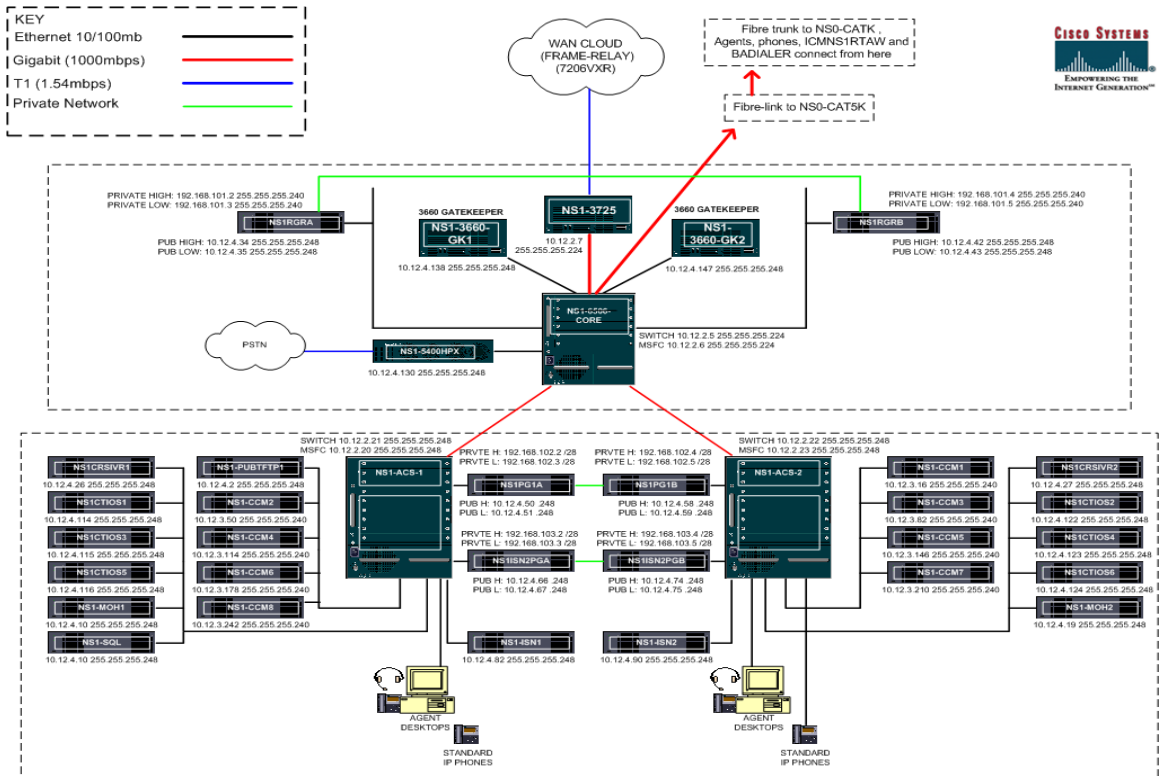 KEY
Ethernet 10/100mb
Gigabit (1000mbps)
T1 (1.54mbps)
Private Network
WAN CLOUD
(FRAME-RELAY)
(7206VXR)
Fibre trunk to NS0-CATK ,
Agents, phones, ICMNS1RTAW and
BADIALER connect from here
Fibre-link to NS0-CAT5K
CISCO SYSTEMS
EMPOWERING THE
INTERNET GENERATION℠
PRIVATE HIGH: 192.168.101.2 255.255.255.240
PRIVATE LOW: 192.168.101.3 255.255.255.240
NS1RGRA
PUB HIGH: 10.12.4.34 255.255.255.248
PUB LOW: 10.12.4.35 255.255.255.248
3660 GATEKEEPER
NS1-3660-
GK1
10.12.4.138 255.255.255.248
NS1-3725
10.12.2.7
255.255.255.224
3660 GATEKEEPER
NS1-
3660-GK2
10.12.4.147 255.255.255.248
PRIVATE HIGH: 192.168.101.4 255.255.255.240
PRIVATE LOW: 192.168.101.5 255.255.255.240
NS1RGRB
PUB HIGH: 10.12.4.42 255.255.255.248
PUB LOW: 10.12.4.43 255.255.255.248
NS1-6506-
CORE
SWITCH 10.12.2.5 255.255.255.224
MSFC 10.12.2.6 255.255.255.224
PSTN
NS1-5400HPX
10.12.4.130 255.255.255.248
SWITCH 10.12.2.21 255.255.255.248
MSFC 10.12.2.20 255.255.255.248
NS1-ACS-1
SWITCH 10.12.2.22 255.255.255.248
MSFC 10.12.2.23 255.255.255.248
NS1-ACS-2
NS1CRSIVR1
10.12.4.26 255.255.255.248
NS1CTIOS1
10.12.4.114 255.255.255.248
NS1CTIOS3
10.12.4.115 255.255.255.248
NS1CTIOS5
10.12.4.116 255.255.255.248
NS1-MOH1
10.12.4.10 255.255.255.248
NS1-SQL
10.12.4.10 255.255.255.248
NS1-PUBTFTP1
10.12.4.2 255.255.255.248
NS1-CCM2
10.12.3.50 255.255.255.240
NS1-CCM4
10.12.3.114 255.255.255.240
NS1-CCM6
10.12.3.178 255.255.255.240
NS1-CCM8
10.12.3.242 255.255.255.240
PRVTE H: 192.168.102.2 /28
PRVTE L: 192.168.102.3 /28
NS1PG1A
PUB H: 10.12.4.50 .248
PUB L: 10.12.4.51 .248
PRVTE H: 192.168.102.4 /28
PRVTE L: 192.168.102.5 /28
NS1PG1B
PUB H: 10.12.4.58 .248
PUB L: 10.12.4.59 .248
PRVTE H: 192.168.103.2 /28
PRVTE L: 192.168.103.3 /28
NS1ISN2PGA
PUB H: 10.12.4.66 .248
PUB L: 10.12.4.67 .248
PRVTE H: 192.168.103.4 /28
PRVTE L: 192.168.103.5 /28
NS1ISN2PGB
PUB H: 10.12.4.74 .248
PUB L: 10.12.4.75 .248
NS1-ISN1
10.12.4.82 255.255.255.248
NS1-ISN2
10.12.4.90 255.255.255.248
NS1-CCM1
10.12.3.16 255.255.255.240
NS1-CCM3
10.12.3.82 255.255.255.240
NS1-CCM5
10.12.3.146 255.255.255.240
NS1-CCM7
10.12.3.210 255.255.255.240
NS1CRSIVR2
10.12.4.27 255.255.255.248
NS1CTIOS2
10.12.4.122 255.255.255.248
NS1CTIOS4
10.12.4.123 255.255.255.248
NS1CTIOS6
10.12.4.124 255.255.255.248
NS1-MOH2
10.12.4.19 255.255.255.248
AGENT
DESKTOPS
STANDARD
IP PHONES
AGENT
DESKTOPS
STANDARD
IP PHONES